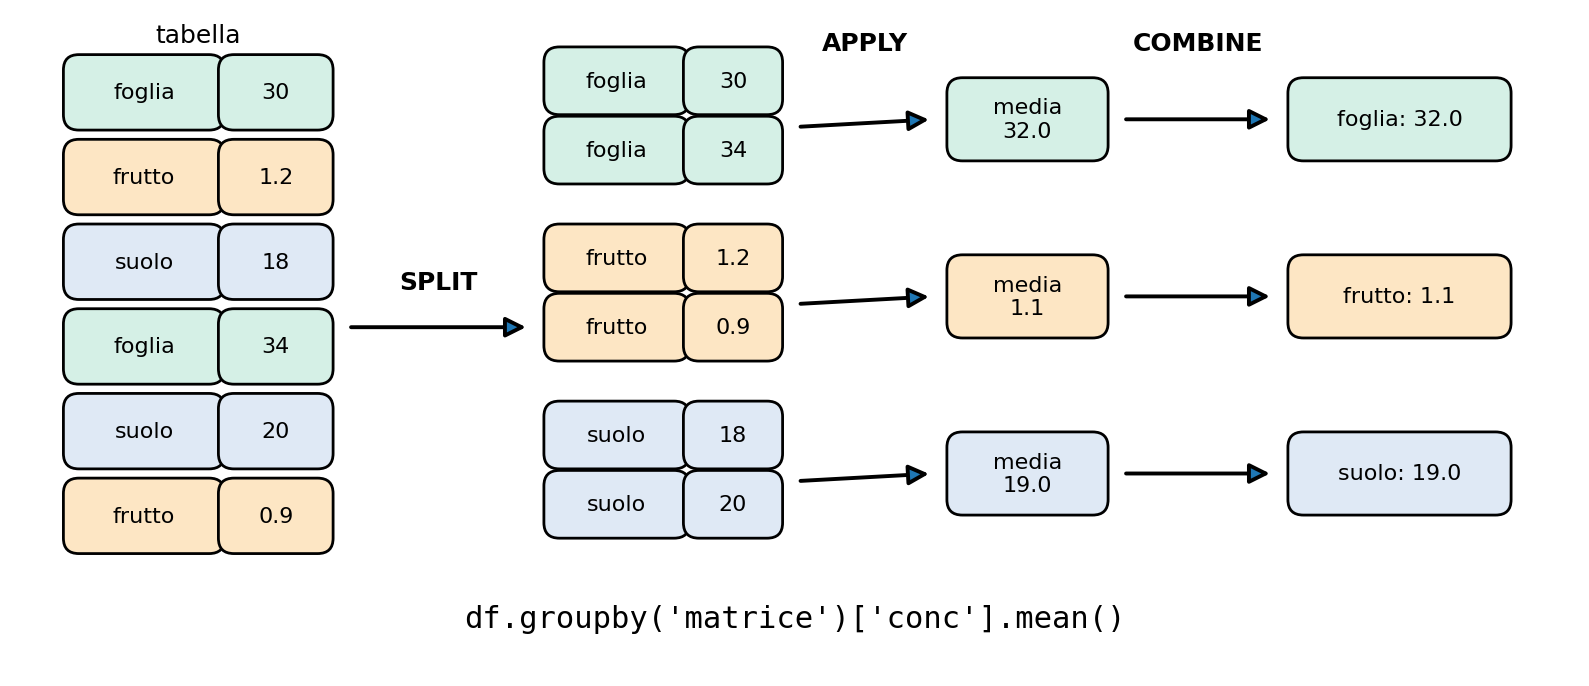 tabella
foglia 30
frutto 1.2
suolo 18
foglia 34
suolo 20
frutto 0.9
SPLIT
foglia 30
foglia 34
frutto 1.2
frutto 0.9
suolo 18
suolo 20
APPLY
media
32.0
media
1.1
media
19.0
COMBINE
foglia: 32.0
frutto: 1.1
suolo: 19.0
df.groupby('matrice')['conc'].mean()